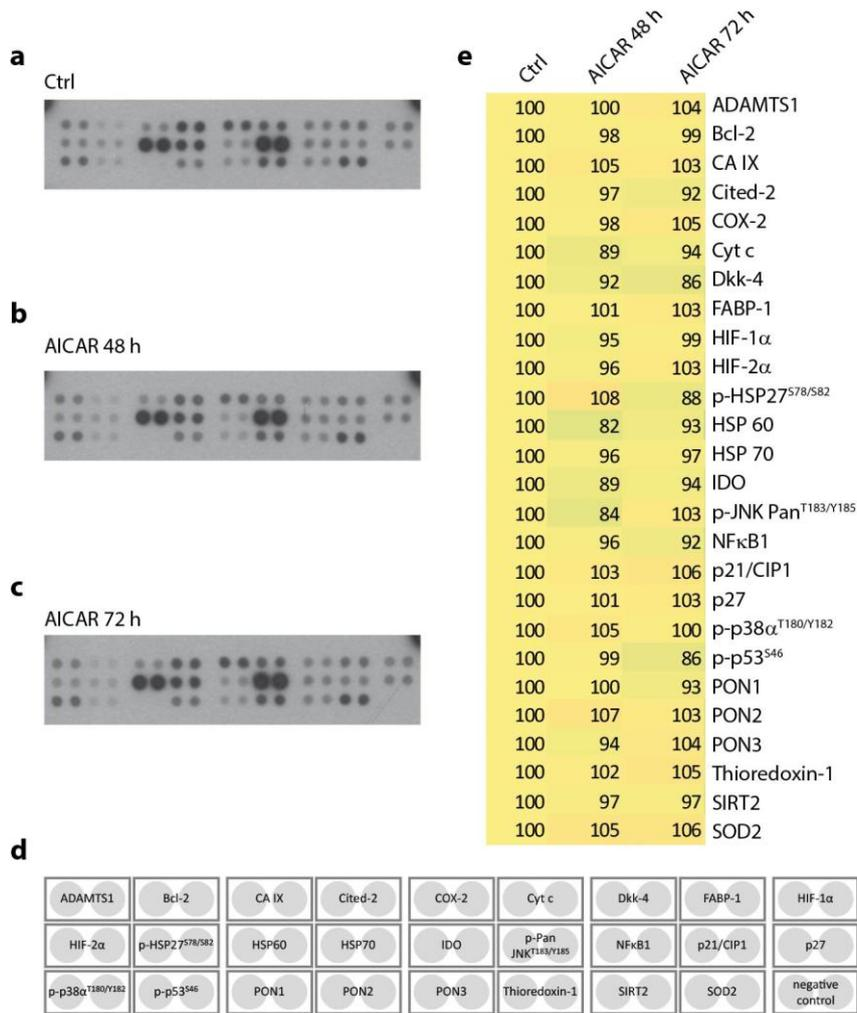 a
Ctrl
b
AICAR 48 h
c
AICAR 72 h
e
Ctrl AICAR 48 h AICAR 72 h
100 100 104 ADAMTS1
100 98 99 Bcl-2
100 105 103 CA IX
100 97 92 Cited-2
100 98 105 COX-2
100 89 94 Cyt c
100 92 86 Dkk-4
100 101 103 FABP-1
100 95 99 HIF-1α
100 96 103 HIF-2α
100 108 88 p-HSP27S78/S82
100 82 93 HSP 60
100 96 97 HSP 70
100 89 94 IDO
100 84 103 p-JNK PanT183/Y185
100 96 92 NFκB1
100 103 106 p21/CIP1
100 101 103 p27
100 105 100 p-p38αT180/Y182
100 99 86 p-p53S46
100 100 93 PON1
100 107 103 PON2
100 94 104 PON3
100 102 105 Thioredoxin-1
100 97 97 SIRT2
100 105 106 SOD2
d
ADAMTS1 Bcl-2 CA IX Cited-2 COX-2 Cyt c Dkk-4 FABP-1 HIF-1α
HIF-2α p-HSP27S78/S82 HSP60 HSP70 IDO p-Pan JNKT183/Y185 NFκB1 p21/CIP1 p27
p-p38αT180/Y182 p-p53S46 PON1 PON2 PON3 Thioredoxin-1 SIRT2 SOD2 negative control